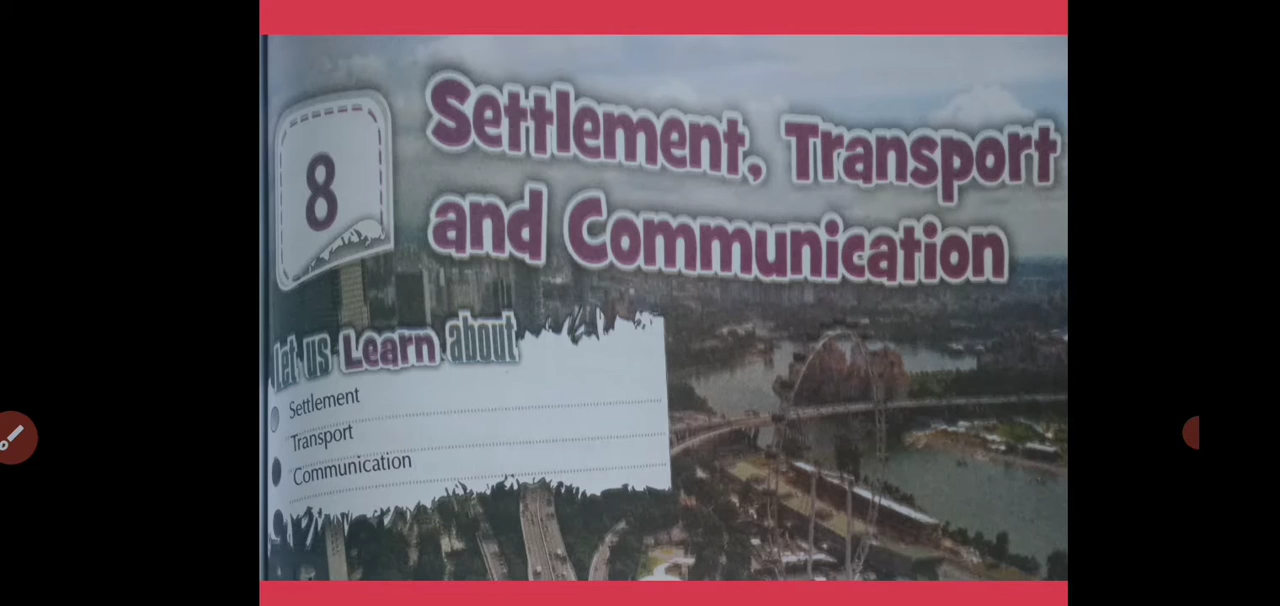 8
Settlement, Transport
and Communication
Let us Learn about
Settlement
Transport
Communication